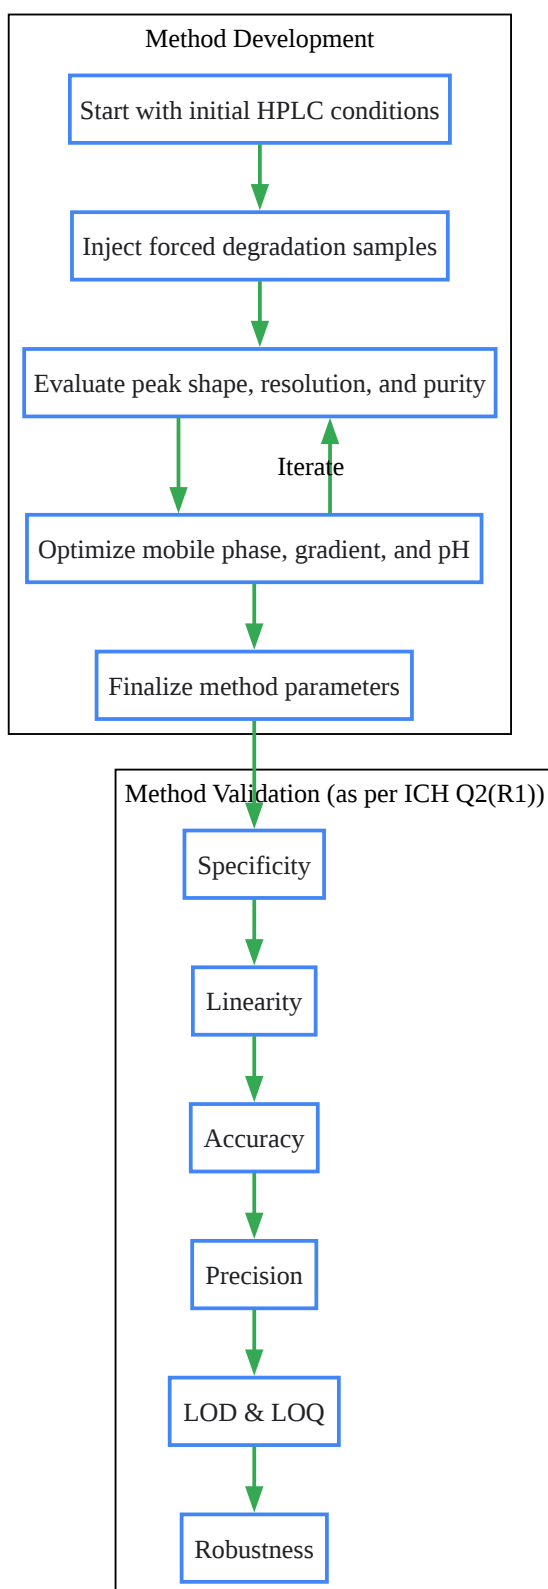 Method Development
Start with initial HPLC conditions
Inject forced degradation samples
Evaluate peak shape, resolution, and purity
Iterate
Optimize mobile phase, gradient, and pH
Finalize method parameters
Method Validation (as per ICH Q2(R1))
Specificity
Linearity
Accuracy
Precision
LOD & LOQ
Robustness